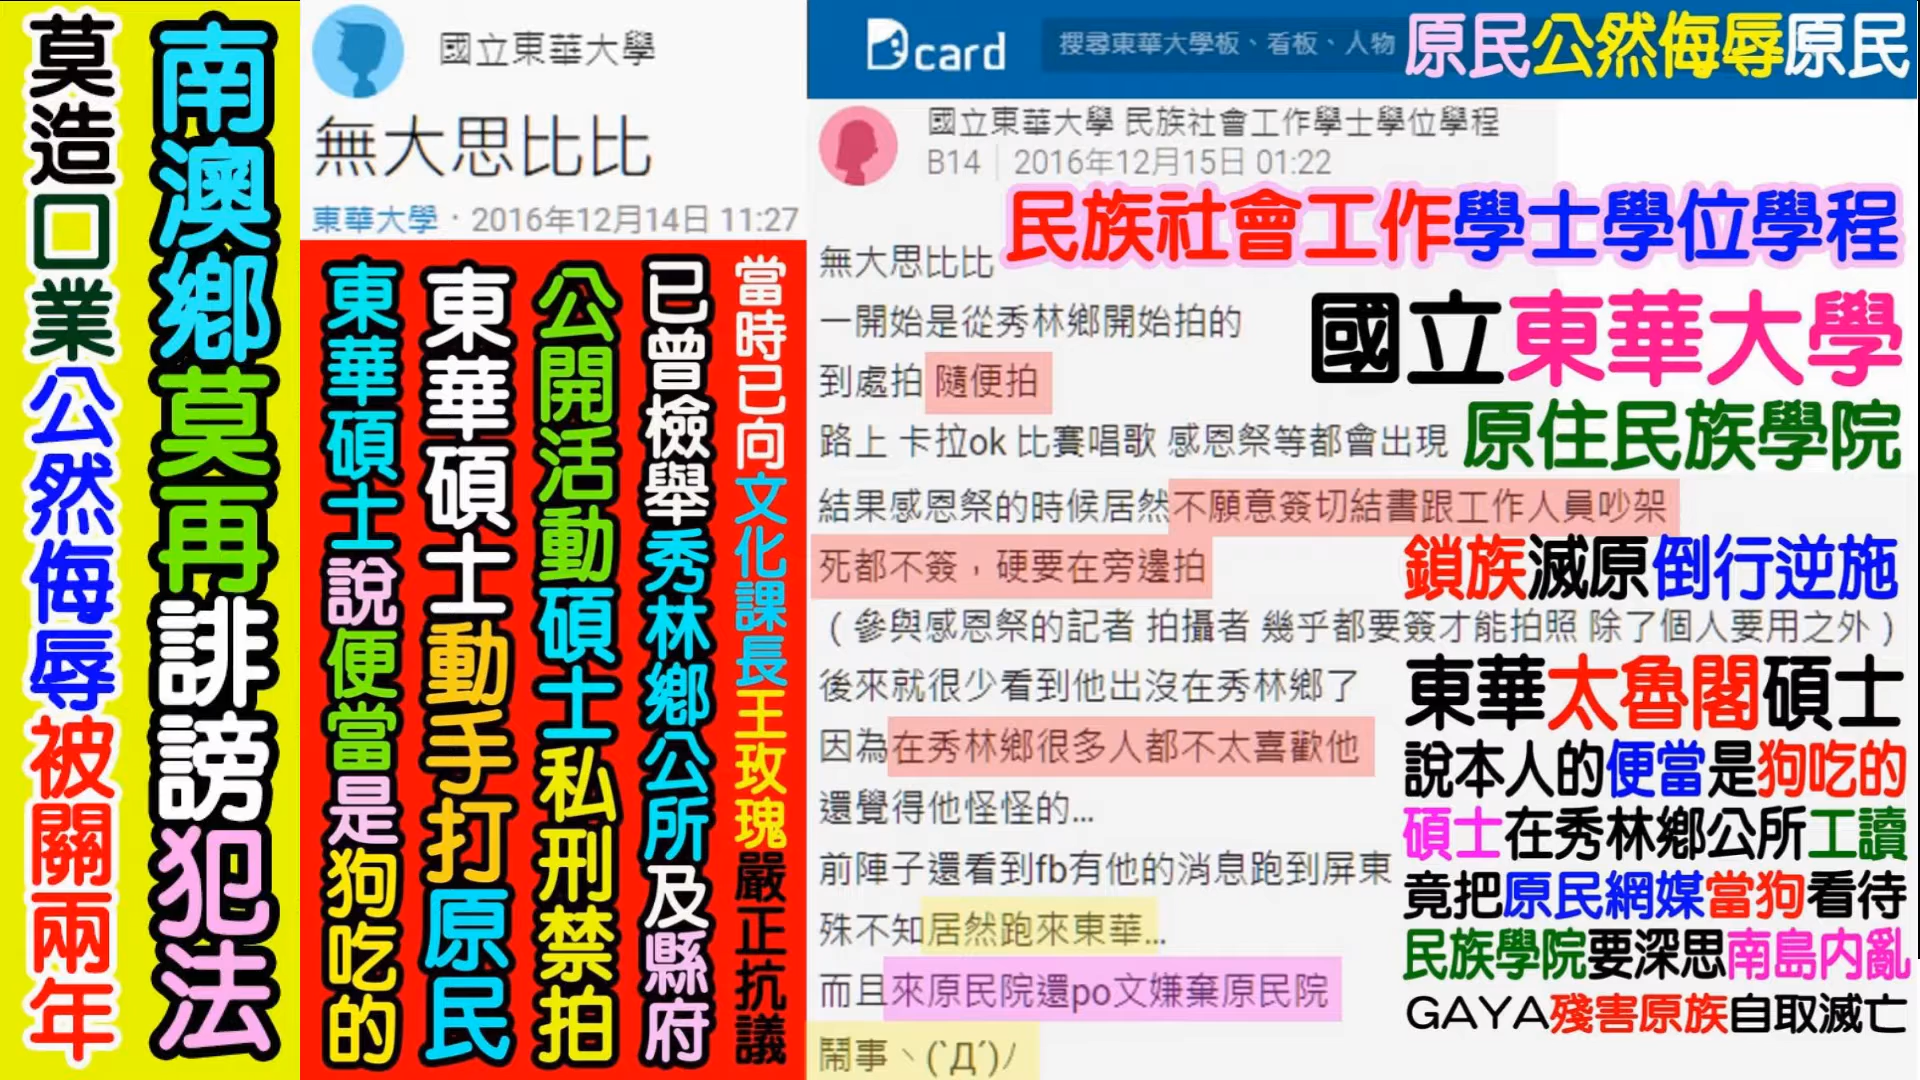 南澳鄉莫再誹謗犯法
莫造口業公然侮辱被關兩年
國立東華大學
無大思比比
東華大學·2016年12月14日 11:27
當時已向文化課長王玫瑰嚴正抗議
已曾檢舉秀林鄉公所及縣府
公開活動碩士私刑禁拍
東華碩士動手打原民
東華碩士說便當是狗吃的
Dcard
搜尋東華大學板、看板、人物
原民公然侮辱原民
國立東華大學 民族社會工作學士學位學程
B14 | 2016年12月15日 01:22
民族社會工作學士學位學程
無大思比比
一開始是從秀林鄉開始拍的
國立東華大學
到處拍 隨便拍
路上 卡拉ok 比賽唱歌 感恩祭等都會出現
原住民族學院
結果感恩祭的時候居然不願意簽切結書跟工作人員吵架
死都不簽，硬要在旁邊拍
鎖族滅原倒行逆施
（參與感恩祭的記者 拍攝者 幾乎都要簽才能拍照 除了個人要用之外）
後來就很少看到他出沒在秀林鄉了
東華太魯閣碩士
因為在秀林鄉很多人都不太喜歡他
說本人的便當是狗吃的
還覺得他怪怪的...
碩士在秀林鄉公所工讀
前陣子還看到fb有他的消息跑到屏東
竟把原民網媒當狗看待
殊不知居然跑來東華...
民族學院要深思南島內亂
而且來原民院還po文嫌棄原民院
GAYA殘害原族自取滅亡
鬧事ヽ(`Д´)ﾉ